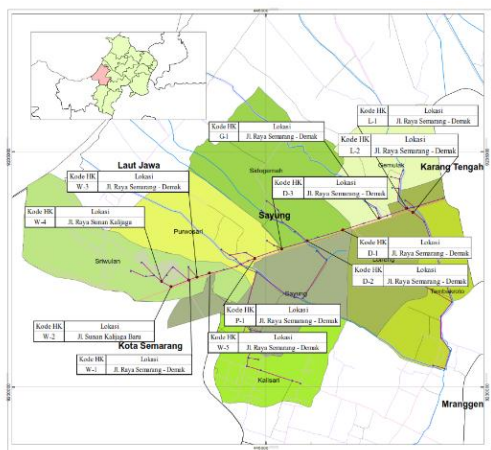 Kode HK Lokasi
L-1 Jl. Raya Semarang - Demak
Kode HK Lokasi
G-1 Jl. Raya Semarang - Demak
Kode HK Lokasi
L-2 Jl. Raya Semarang - Demak
Laut Jawa
Kode HK Lokasi
W-3 Jl. Raya Semarang - Demak
Gemulak
Karang Tengah
Kode HK Lokasi
D-3 Jl. Raya Semarang - Demak
Kode HK Lokasi
W-4 Jl. Raya Sunan Kalijaga
Sayung
Purwosari
Kode HK Lokasi
D-1 Jl. Raya Semarang - Demak
Sriwulan
Loireng
Kode HK Lokasi
D-2 Jl. Raya Semarang - Demak
Sayung
Tambakroto
Kode HK Lokasi
P-1 Jl. Raya Semarang - Demak
Kode HK Lokasi
W-2 Jl. Sunan Kalijaga Baru
Kota Semarang
Kode HK Lokasi
W-5 Jl. Raya Semarang - Demak
Kode HK Lokasi
W-1 Jl. Raya Semarang - Demak
Kalisari
Mranggen